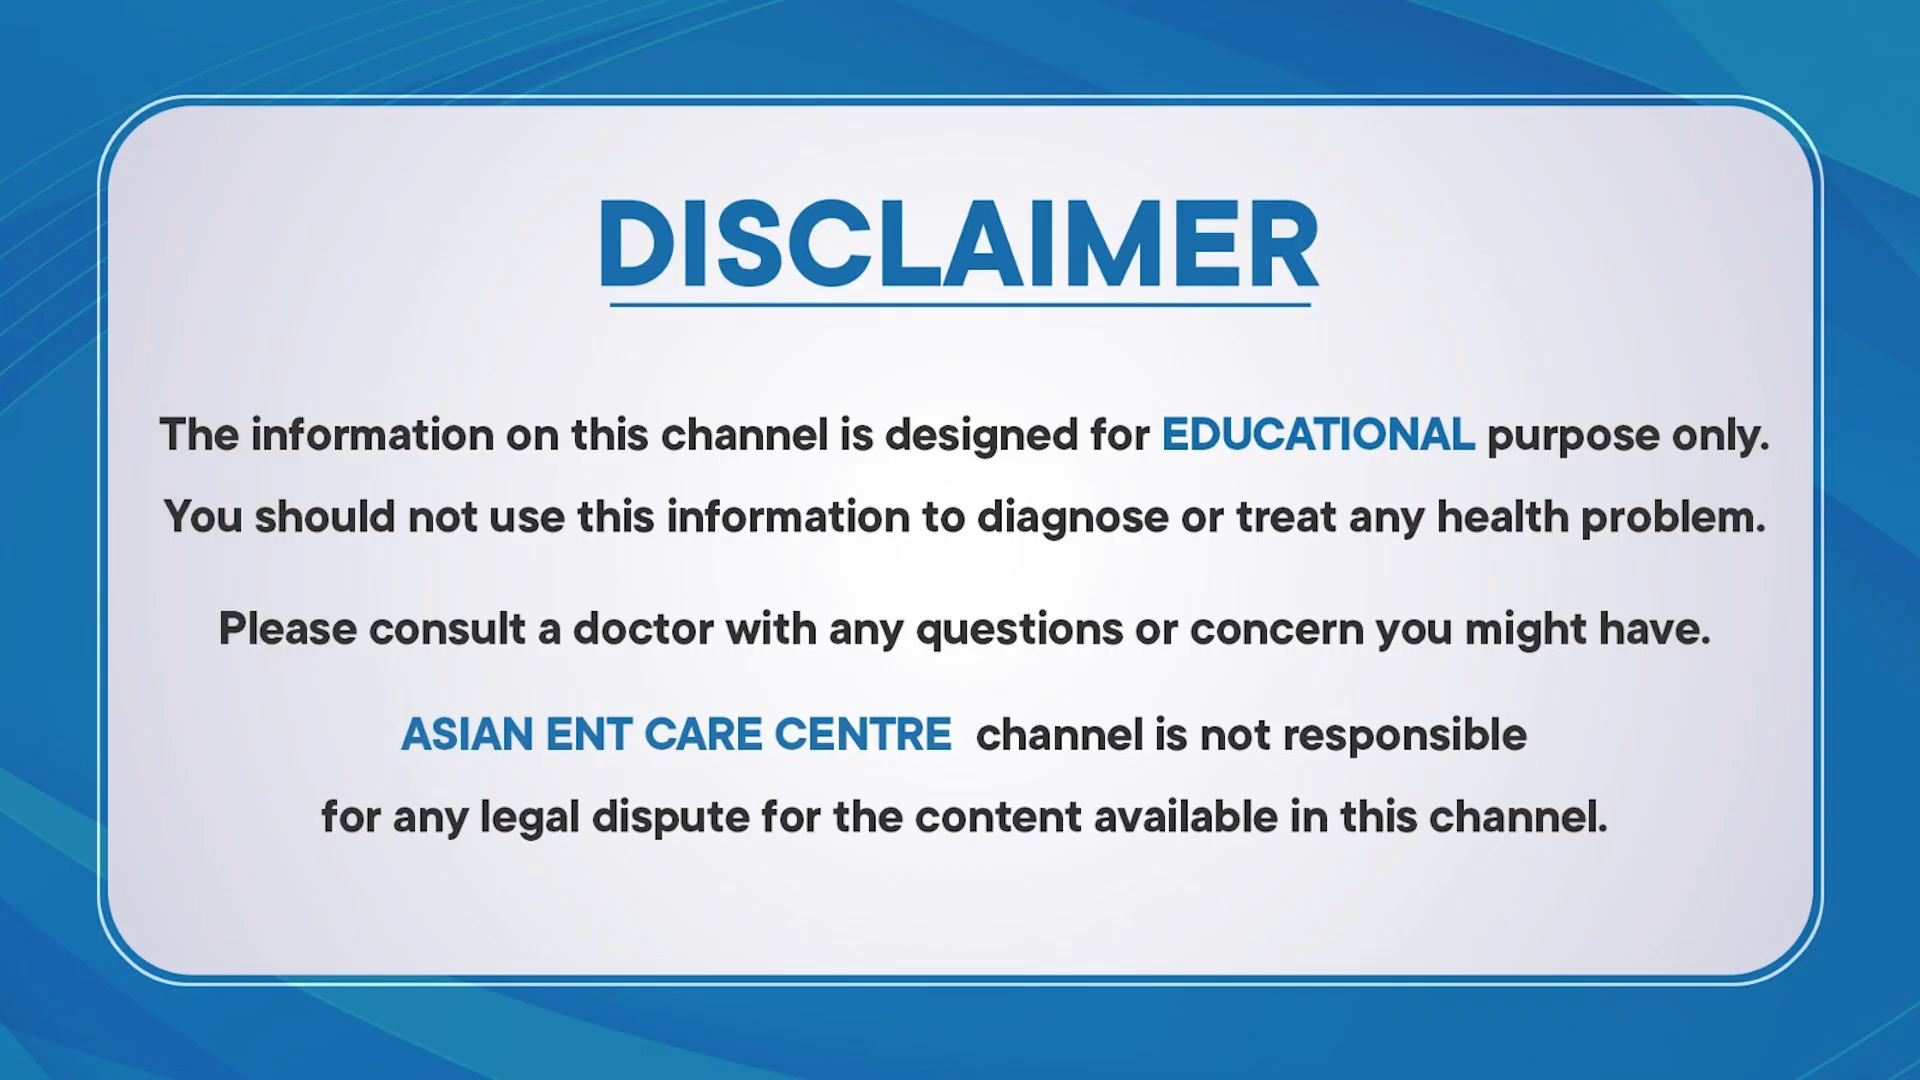 DISCLAIMER
The information on this channel is designed for EDUCATIONAL purpose only.
You should not use this information to diagnose or treat any health problem.
Please consult a doctor with any questions or concern you might have.
ASIAN ENT CARE CENTRE channel is not responsible
for any legal dispute for the content available in this channel.